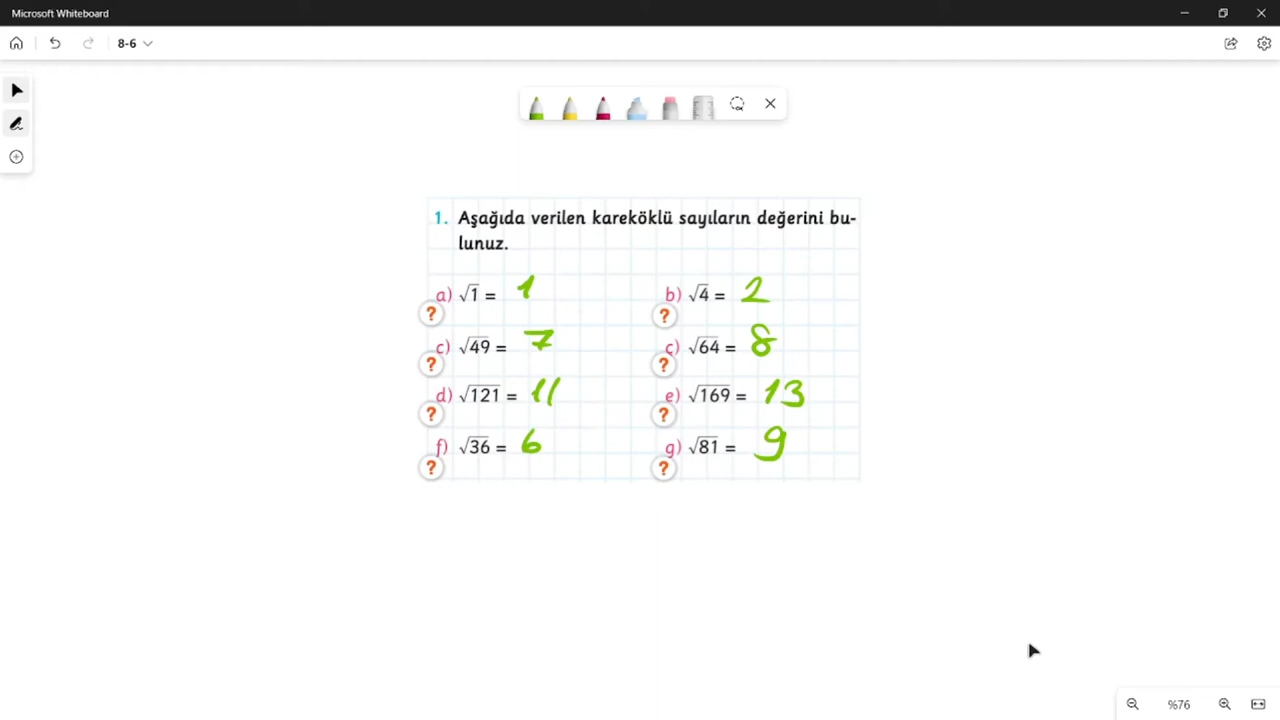 Microsoft Whiteboard
8-6
1. Aşağıda verilen kareköklü sayıların değerini bu-
lunuz.
a) √1 = 1
b) √4 = 2
?
?
c) √49 = 7
ç) √64 = 8
?
?
d) √121 = 11
e) √169 = 13
?
?
f) √36 = 6
g) √81 = 9
?
?
%76